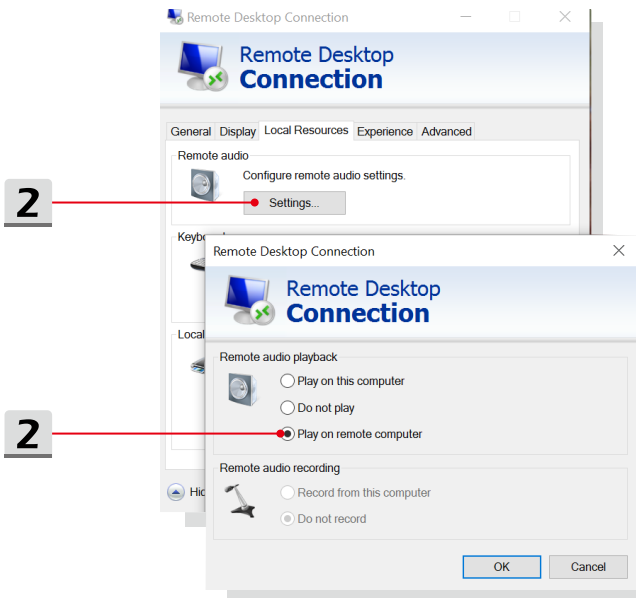 Remote Desktop Connection
Remote Desktop
Connection
General Display Local Resources Experience Advanced
Remote audio
Configure remote audio settings.
2
Settings...
Remote Desktop Connection
Remote Desktop
Connection
Local
Remote audio playback
Play on this computer
Do not play
2
Play on remote computer
Remote audio recording
Record from this computer
Do not record
OK Cancel